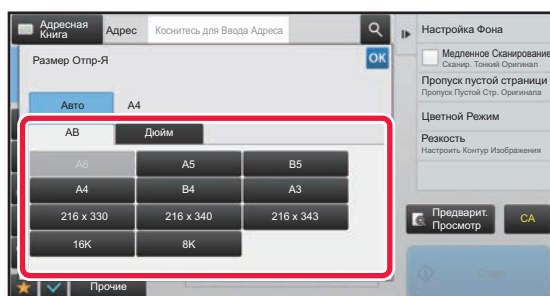 Адресная
Книга
Адрес
Коснитесь для Ввода Адреса
Размер Отпр-Я
OK
Авто
A4
AB
Дюйм
A6
A5
B5
A4
B4
A3
216 x 330
216 x 340
216 x 343
16K
8K
Прочие
Настройка Фона
Медленное Сканирование
Сканир. Тонкий Оригинал
Пропуск пустой страници
Пропуск Пустой Стр. Оригинала
Цветной Режим
Резкость
Настроить Контур Изображения
Предварит.
Просмотр
CA
Старт